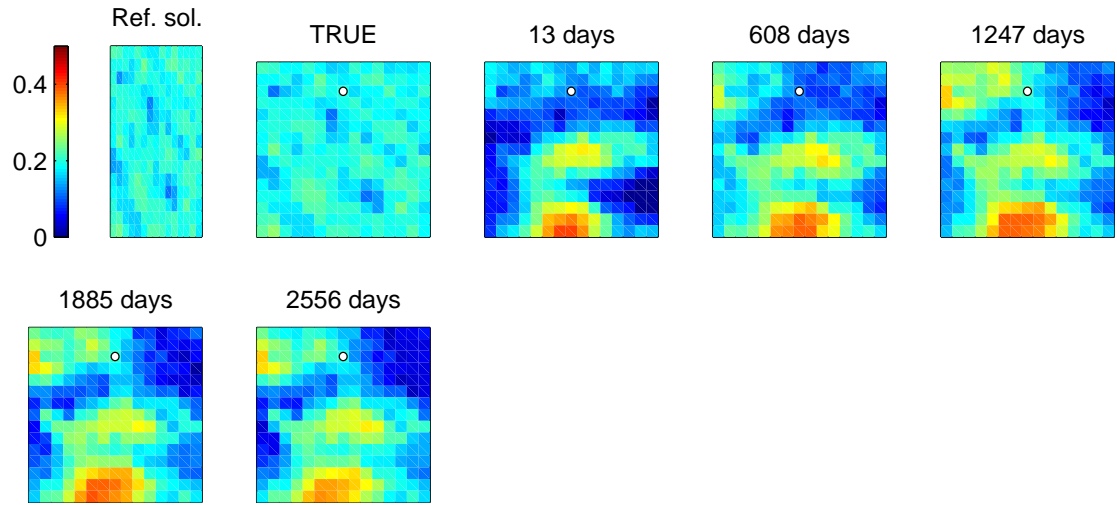 Ref. sol.
TRUE
13 days
608 days
1247 days
0.4
0.2
0
1885 days
2556 days